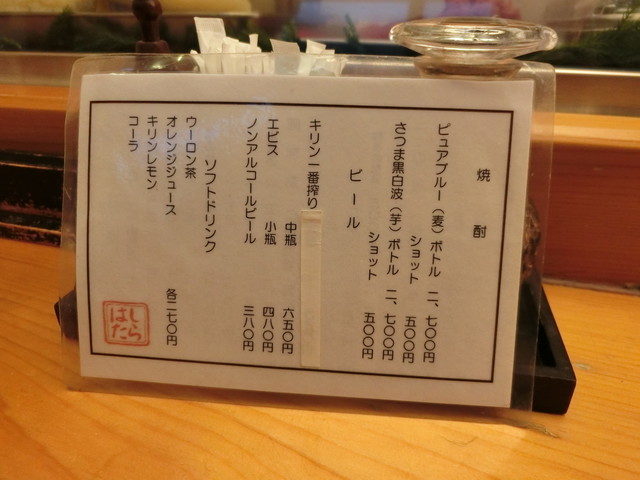 焼酎
ピュアブルー（麦）ボトル 二、七〇〇円
ショット 五〇〇円
さつま黒白波（芋）ボトル 二、七〇〇円
ショット 五〇〇円
ビール
キリン一番搾り
中瓶 六五〇円
エビス 小瓶 四八〇円
ノンアルコールビール 三八〇円
ソフトドリンク
ウーロン茶
オレンジジュース 各二七〇円
キリンレモン
コーラ
しら
はた